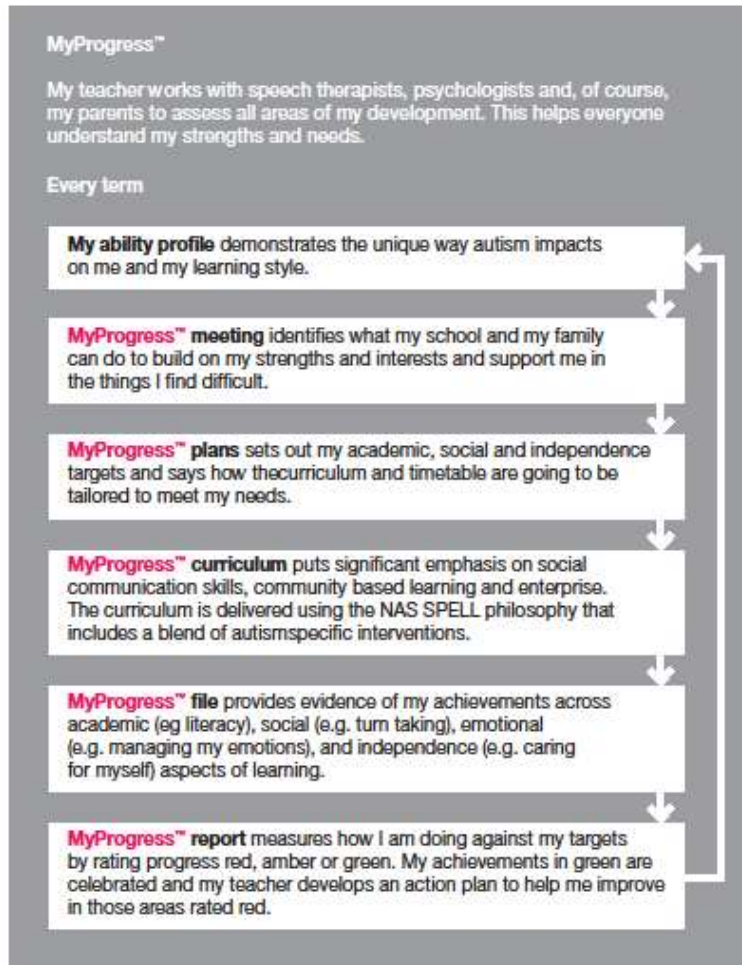 MyProgress™
My teacher works with speech therapists, psychologists and, of course,
my parents to assess all areas of my development. This helps everyone
understand my strengths and needs.
Every term
My ability profile demonstrates the unique way autism impacts
on me and my learning style.
MyProgress™ meeting identifies what my school and my family
can do to build on my strengths and interests and support me in
the things I find difficult.
MyProgress™ plans sets out my academic, social and independence
targets and says how thecurriculum and timetable are going to be
tailored to meet my needs.
MyProgress™ curriculum puts significant emphasis on social
communication skills, community based learning and enterprise.
The curriculum is delivered using the NAS SPELL philosophy that
includes a blend of autismspecific interventions.
MyProgress™ file provides evidence of my achievements across
academic (eg literacy), social (e.g. turn taking), emotional
(e.g. managing my emotions), and independence (e.g. caring
for myself) aspects of learning.
MyProgress™ report measures how I am doing against my targets
by rating progress red, amber or green. My achievements in green are
celebrated and my teacher develops an action plan to help me improve
in those areas rated red.